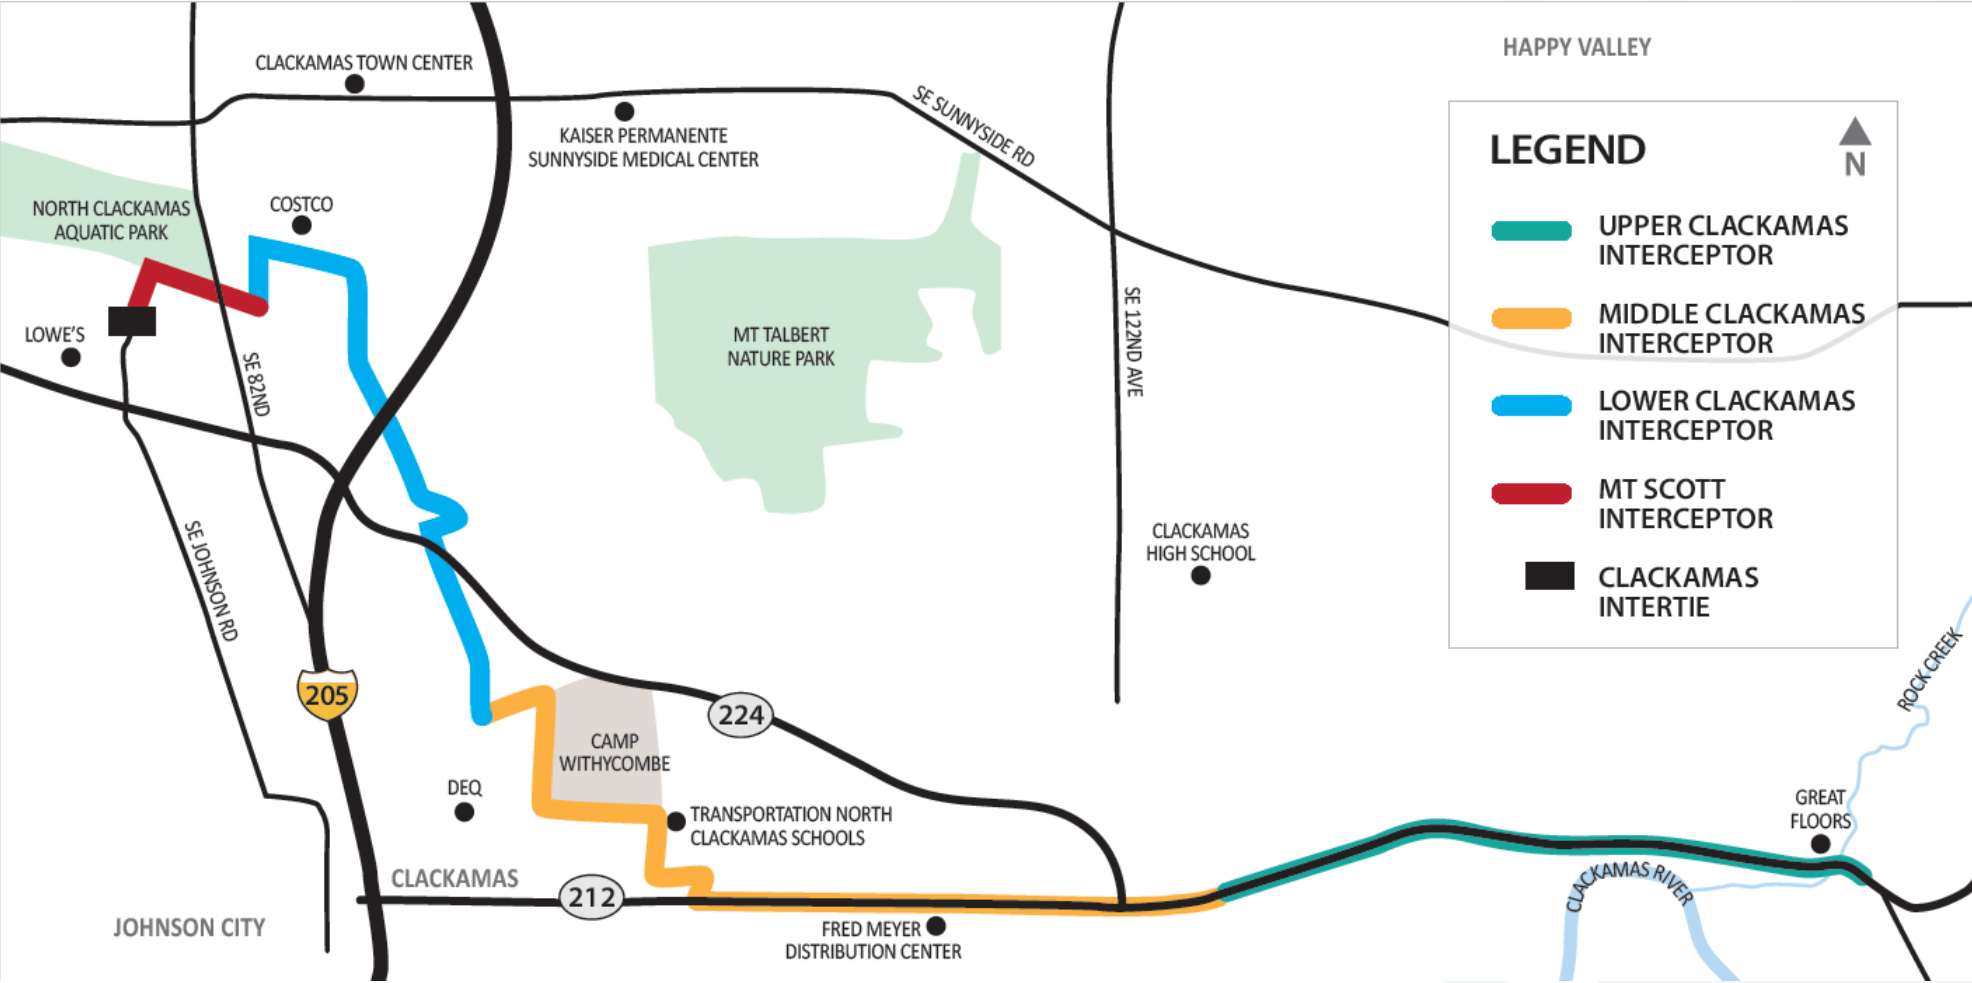 CLACKAMAS TOWN CENTER
HAPPY VALLEY
KAISER PERMANENTE
SUNNYSIDE MEDICAL CENTER
SE SUNNYSIDE RD
LEGEND
N
UPPER CLACKAMAS
INTERCEPTOR
MIDDLE CLACKAMAS
INTERCEPTOR
LOWER CLACKAMAS
INTERCEPTOR
MT SCOTT
INTERCEPTOR
CLACKAMAS
INTERTIE
NORTH CLACKAMAS
AQUATIC PARK
COSTCO
LOWE'S
SE 82ND
MT TALBERT
NATURE PARK
SE 122ND AVE
SE JOHNSON RD
CLACKAMAS
HIGH SCHOOL
205
224
ROCK CREEK
CAMP
WITHYCOMBE
DEQ
TRANSPORTATION NORTH
CLACKAMAS SCHOOLS
GREAT
FLOORS
CLACKAMAS
212
CLACKAMAS RIVER
JOHNSON CITY
FRED MEYER
DISTRIBUTION CENTER